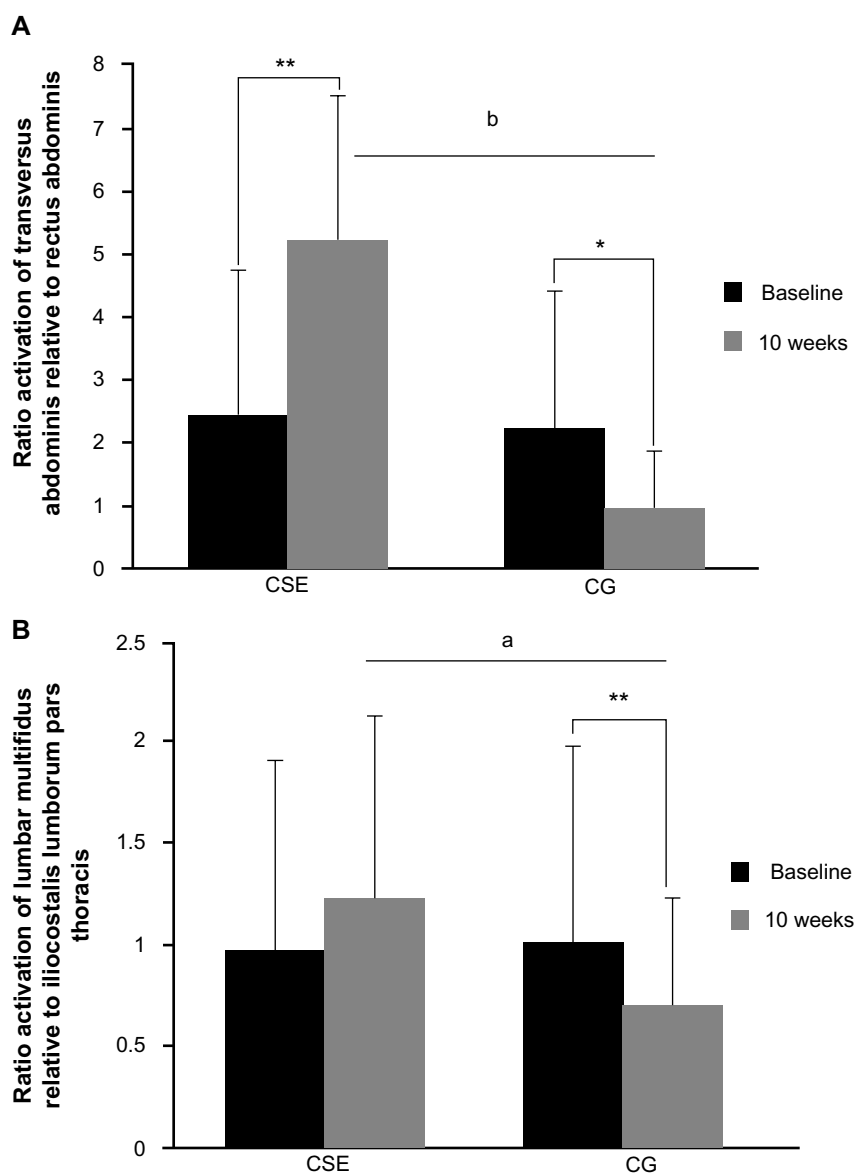 A
Ratio activation of transversus
abdominis relative to rectus abdominis
8
7
6
5
4
3
2
1
0
**
b
*
Baseline
10 weeks
CSE
CG
B
Ratio activation of lumbar multifidus
relative to iliocostalis lumborum pars
thoracis
2.5
2
1.5
1
0.5
0
a
**
Baseline
10 weeks
CSE
CG